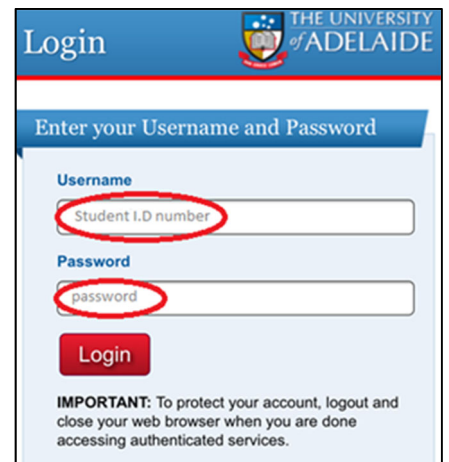 Login
THE UNIVERSITY
of ADELAIDE
Enter your Username and Password
Username
Student I.D number
Password
password
Login
IMPORTANT: To protect your account, logout and
close your web browser when you are done
accessing authenticated services.